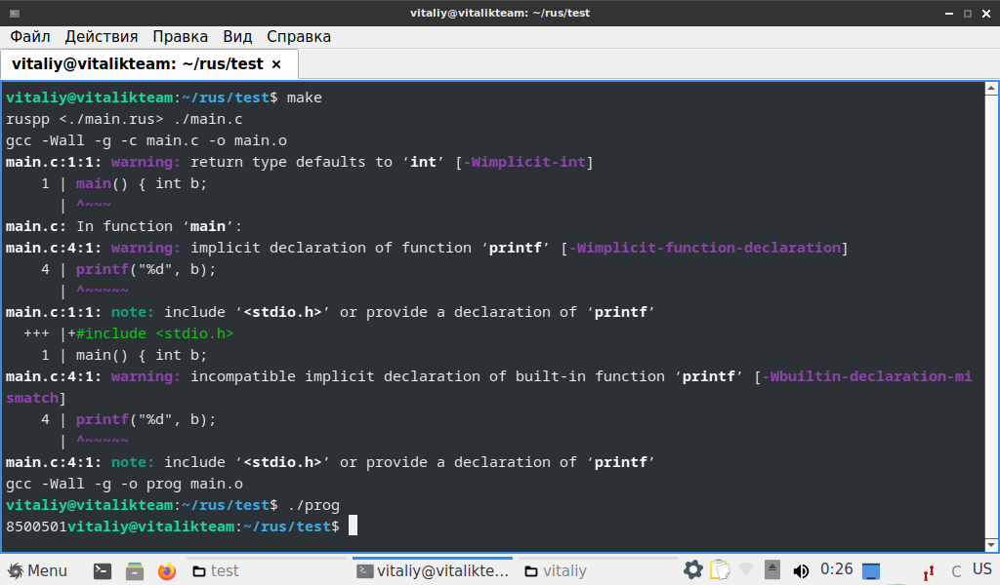 vitaliy@vitalikteam: ~/rus/test
Файл Действия Правка Вид Справка
vitaliy@vitalikteam: ~/rus/test ×
vitaliy@vitalikteam:~/rus/test$ make
ruspp <./main.rus> ./main.c
gcc -Wall -g -c main.c -o main.o
main.c:1:1: warning: return type defaults to ‘int’ [-Wimplicit-int]
1 | main() { int b;
| ^~~~
main.c: In function ‘main’:
main.c:4:1: warning: implicit declaration of function ‘printf’ [-Wimplicit-function-declaration]
4 | printf("%d", b);
| ^~~~~~
main.c:1:1: note: include ‘<stdio.h>’ or provide a declaration of ‘printf’
+++ |+#include <stdio.h>
1 | main() { int b;
main.c:4:1: warning: incompatible implicit declaration of built-in function ‘printf’ [-Wbuiltin-declaration-mi
smatch]
4 | printf("%d", b);
| ^~~~~~
main.c:4:1: note: include ‘<stdio.h>’ or provide a declaration of ‘printf’
gcc -Wall -g -o prog main.o
vitaliy@vitalikteam:~/rus/test$ ./prog
8500501vitaliy@vitalikteam:~/rus/test$
Menu test vitaliy@vitalikte... vitaliy 0:26 C US